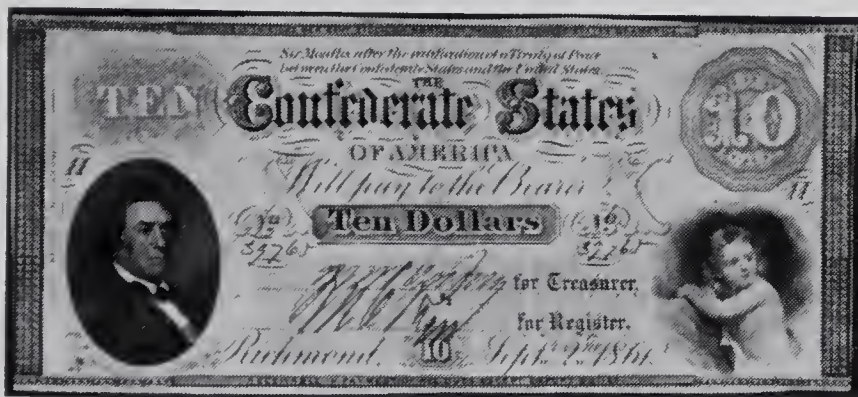 Six Months after the ratification of a Treaty of Peace
between the Confederate States and the United States
THE
TEN Confederate States 10
OF AMERICA
H Will pay to the Bearer H
Ten Dollars
for Treasurer.
for Register.
Richmond, 10 Sept. 2nd 1861